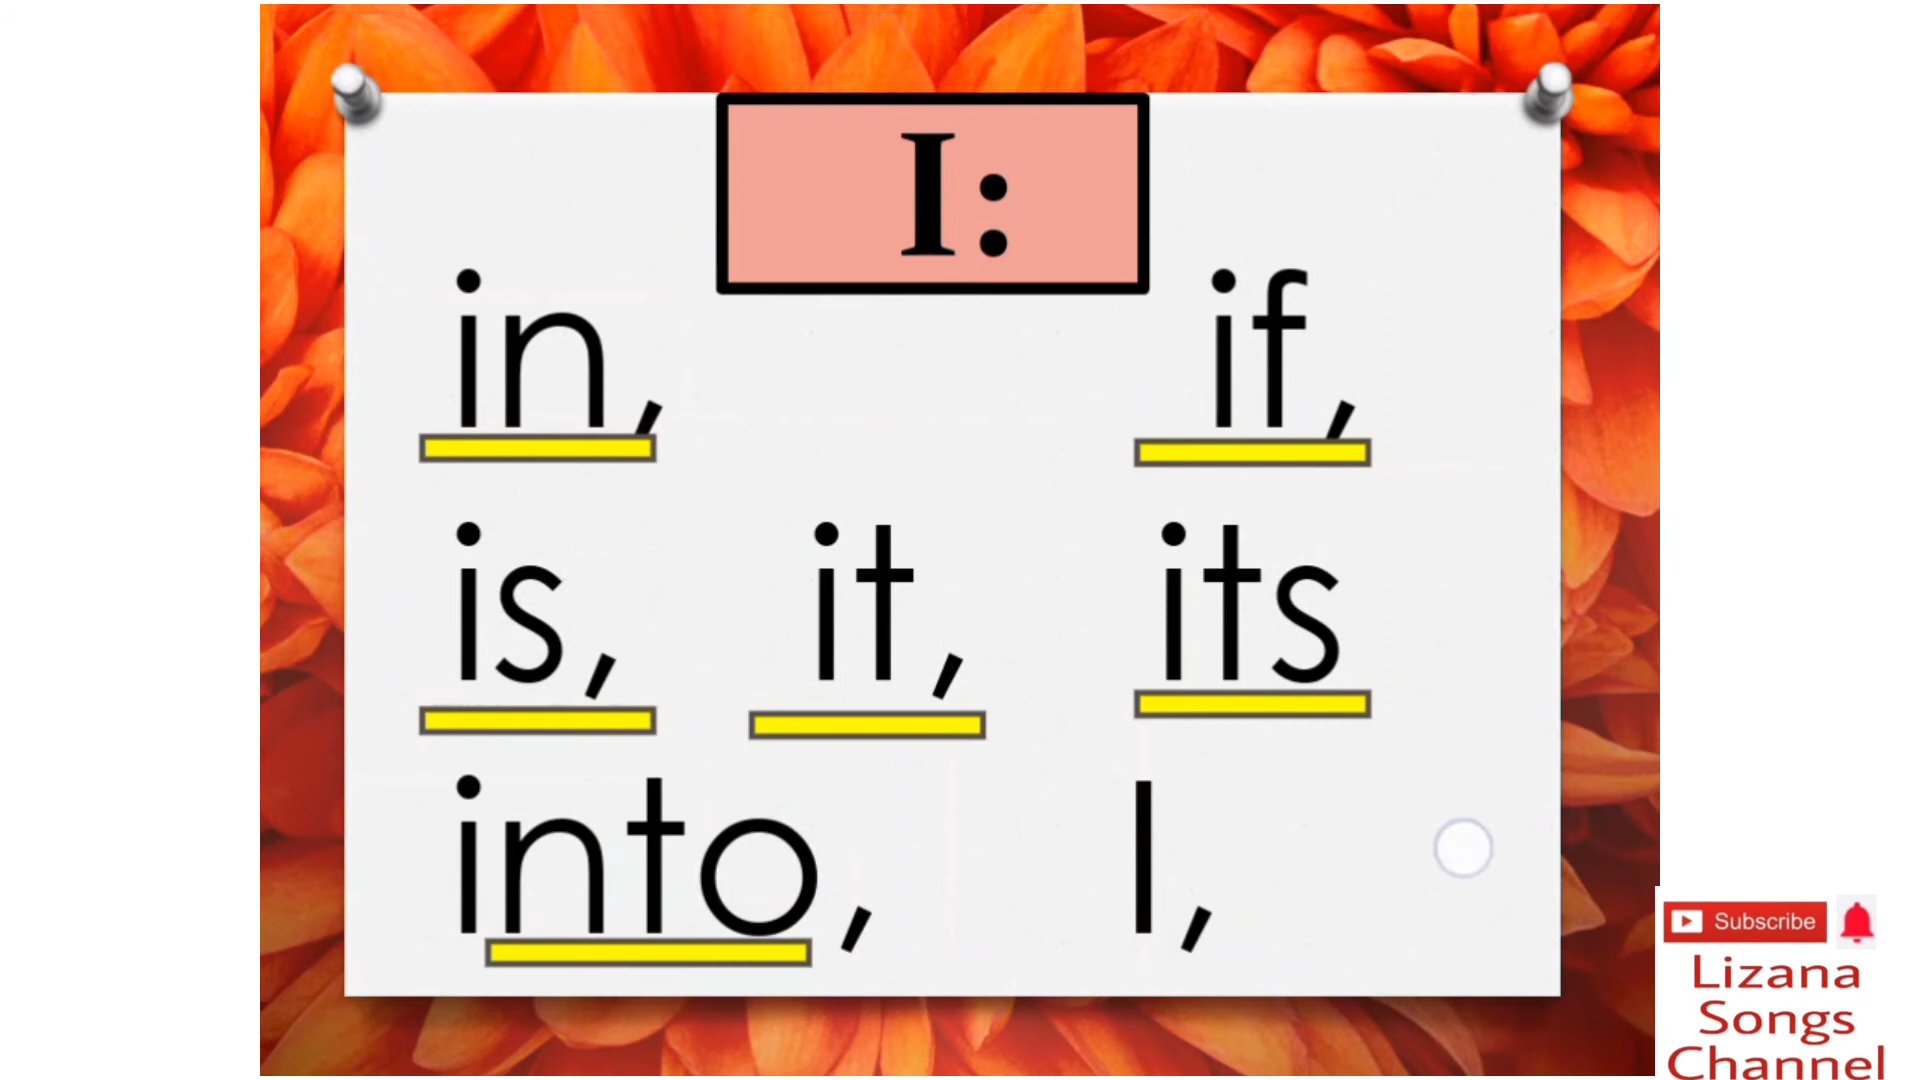 I:
in, if,
is, it, its
into, I,
Subscribe
Lizana
Songs
Channel